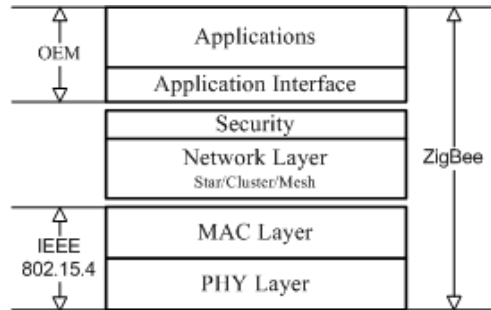 Applications
OEM
Application Interface
Security
Network Layer
Star/Cluster/Mesh
ZigBee
MAC Layer
IEEE
802.15.4
PHY Layer